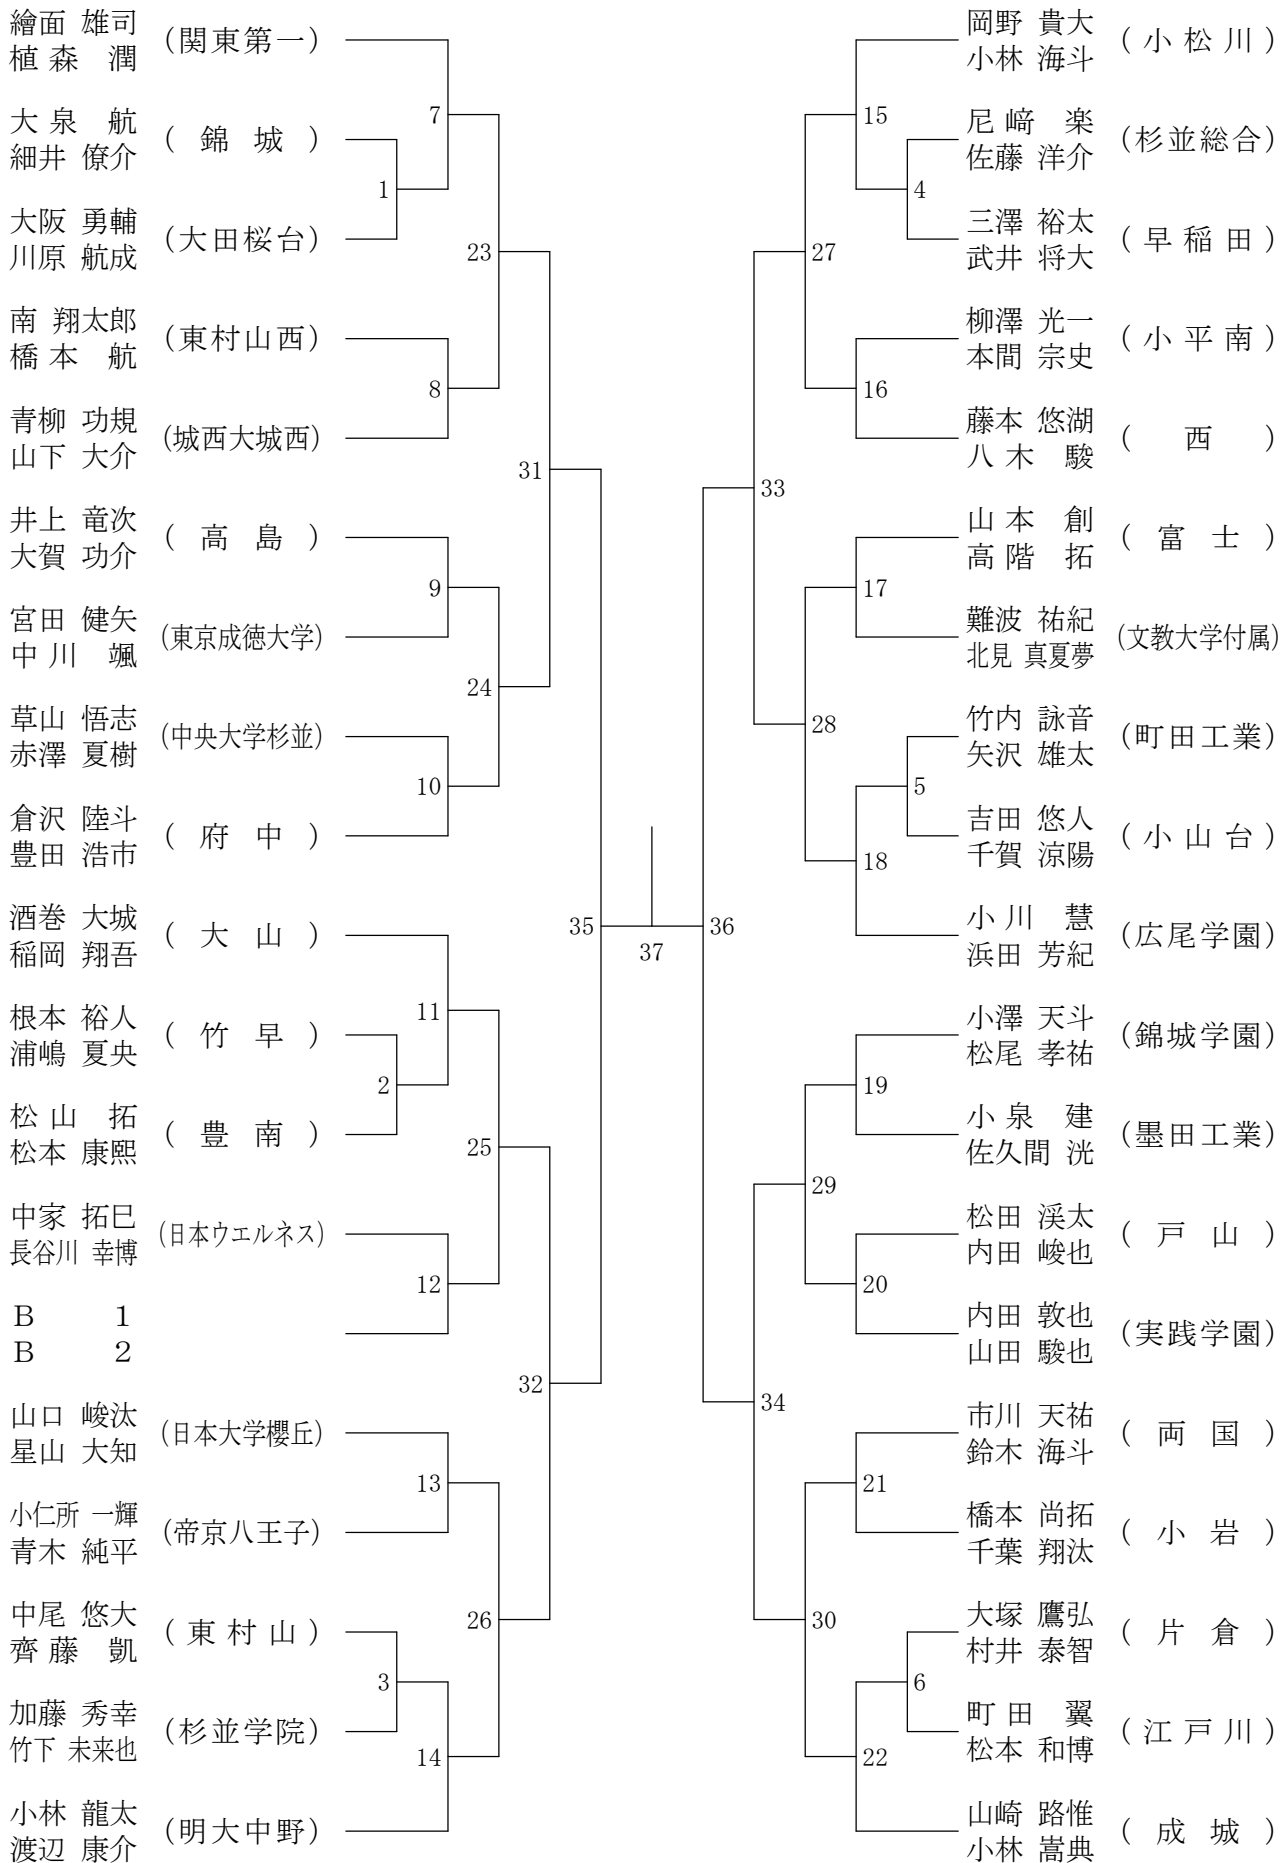 繪面 雄司
植森 潤
(関東第一)
大泉 航
細井 僚介
(錦城)
1
大阪 勇輔
川原 航成
(大田桜台)
7
南 翔太郎
橋本 航
(東村山西)
23
8
青柳 功規
山下 大介
(城西大城西)
31
井上 竜次
大賀 功介
(高島)
9
宮田 健矢
中川 颯
(東京成徳大学)
24
草山 悟志
赤澤 夏樹
(中央大学杉並)
10
倉沢 陸斗
豊田 浩市
(府中)
35
酒巻 大城
稲岡 翔吾
(大山)
11
根本 裕人
浦嶋 夏央
(竹早)
2
松山 拓
松本 康熙
(豊南)
25
中家 拓巳
長谷川 幸博
(日本ウエルネス)
12
B 1
B 2
32
山口 峻汰
星山 大知
(日本大学櫻丘)
13
小仁所 一輝
青木 純平
(帝京八王子)
26
中尾 悠大
齊藤 凱
(東村山)
3
加藤 秀幸
竹下 未来也
(杉並学院)
14
小林 龍太
渡辺 康介
(明大中野)
37
岡野 貴大
小林 海斗
(小松川)
15
尼﨑 楽
佐藤 洋介
(杉並総合)
4
三澤 裕太
武井 将大
(早稲田)
27
柳澤 光一
本間 宗史
(小平南)
16
藤本 悠湖
八木 駿
(西)
33
山本 創
高階 拓
(富士)
17
難波 祐紀
北見 真夏夢
(文教大学付属)
28
竹内 詠音
矢沢 雄太
(町田工業)
5
吉田 悠人
千賀 涼陽
(小山台)
18
小川 慧
浜田 芳紀
(広尾学園)
36
小澤 天斗
松尾 孝祐
(錦城学園)
19
小泉 建
佐久間 洸
(墨田工業)
29
松田 渓太
内田 峻也
(戸山)
20
内田 敦也
山田 駿也
(実践学園)
34
市川 天祐
鈴木 海斗
(両国)
21
橋本 尚拓
千葉 翔汰
(小岩)
30
大塚 鷹弘
村井 泰智
(片倉)
6
町田 翼
松本 和博
(江戸川)
22
山崎 路惟
小林 嵩典
(成城)